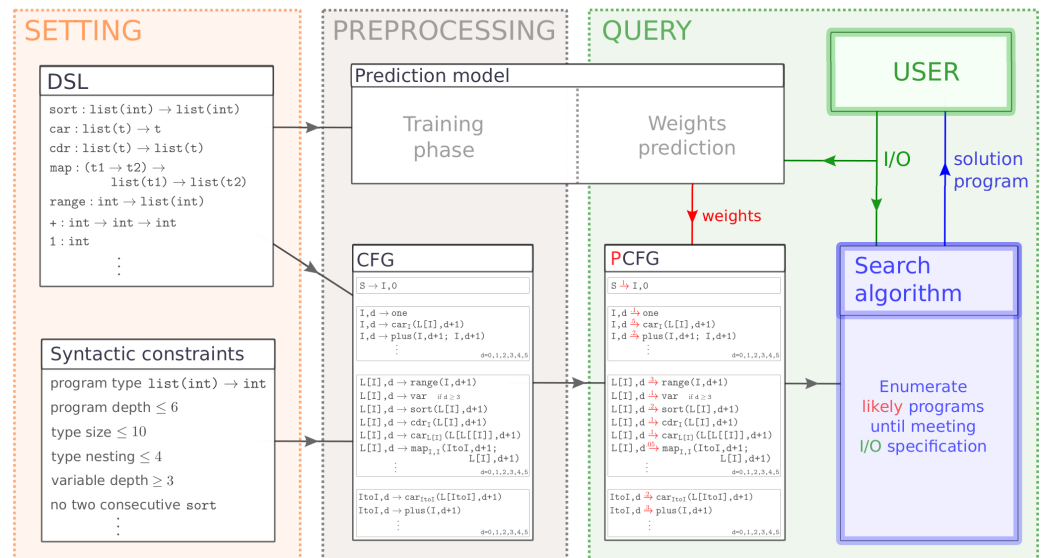 SETTING
DSL
sort : list(int) → list(int)
car : list(t) → t
cdr : list(t) → list(t)
map : (t1 → t2) →
list(t1) → list(t2)
range : int → list(int)
+ : int → int → int
1 : int
⋮
Syntactic constraints
program type list(int) → int
program depth ≤ 6
type size ≤ 10
type nesting ≤ 4
variable depth ≥ 3
no two consecutive sort
⋮
PREPROCESSING
QUERY
Prediction model
Training
phase
Weights
prediction
weights
CFG
S → I,0
I,d → one
I,d → car_I(L[I],d+1)
I,d → plus(I,d+1; I,d+1)
⋮
d=0,1,2,3,4,5
L[I],d → range(I,d+1)
L[I],d → var if d ≥ 3
L[I],d → sort(L[I],d+1)
L[I],d → cdr_I(L[I],d+1)
L[I],d → car_L[I](L[L[I]],d+1)
L[I],d → map_I,I(ItoI,d+1;
L[I],d+1)
⋮
d=0,1,2,3,4,5
ItoI,d → car_ItoI(L[ItoI],d+1)
ItoI,d → plus(I,d+1)
⋮
d=0,1,2,3,4,5
PCFG
S → I,0
I,d → one
I,d → car_I(L[I],d+1)
I,d → plus(I,d+1; I,d+1)
⋮
d=0,1,2,3,4,5
L[I],d → range(I,d+1)
L[I],d → var if d ≥ 3
L[I],d → sort(L[I],d+1)
L[I],d → cdr_I(L[I],d+1)
L[I],d → car_L[I](L[L[I]],d+1)
L[I],d → map_I,I(ItoI,d+1;
L[I],d+1)
⋮
d=0,1,2,3,4,5
ItoI,d → car_ItoI(L[ItoI],d+1)
ItoI,d → plus(I,d+1)
⋮
d=0,1,2,3,4,5
USER
I/O
solution
program
Search
algorithm
Enumerate
likely programs
until meeting
I/O specification